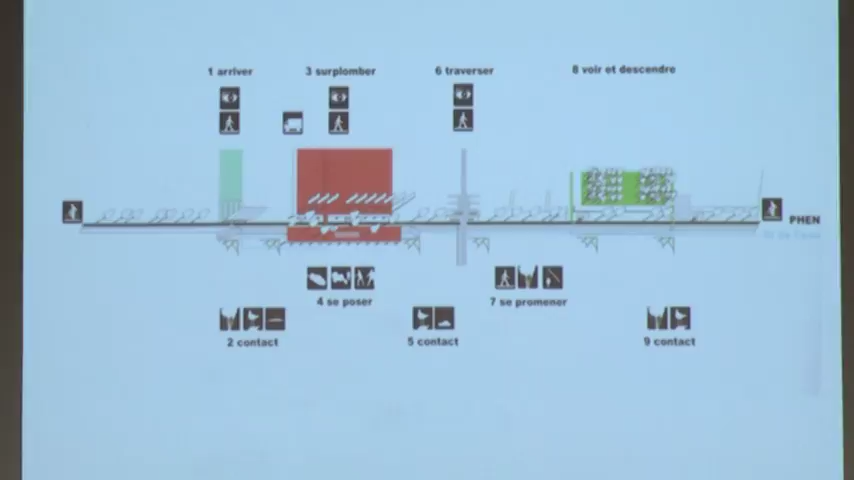 1 arriver
3 surplomber
6 traverser
8 voir et descendre
PHEN
4 se poser
7 se promener
2 contact
5 contact
9 contact